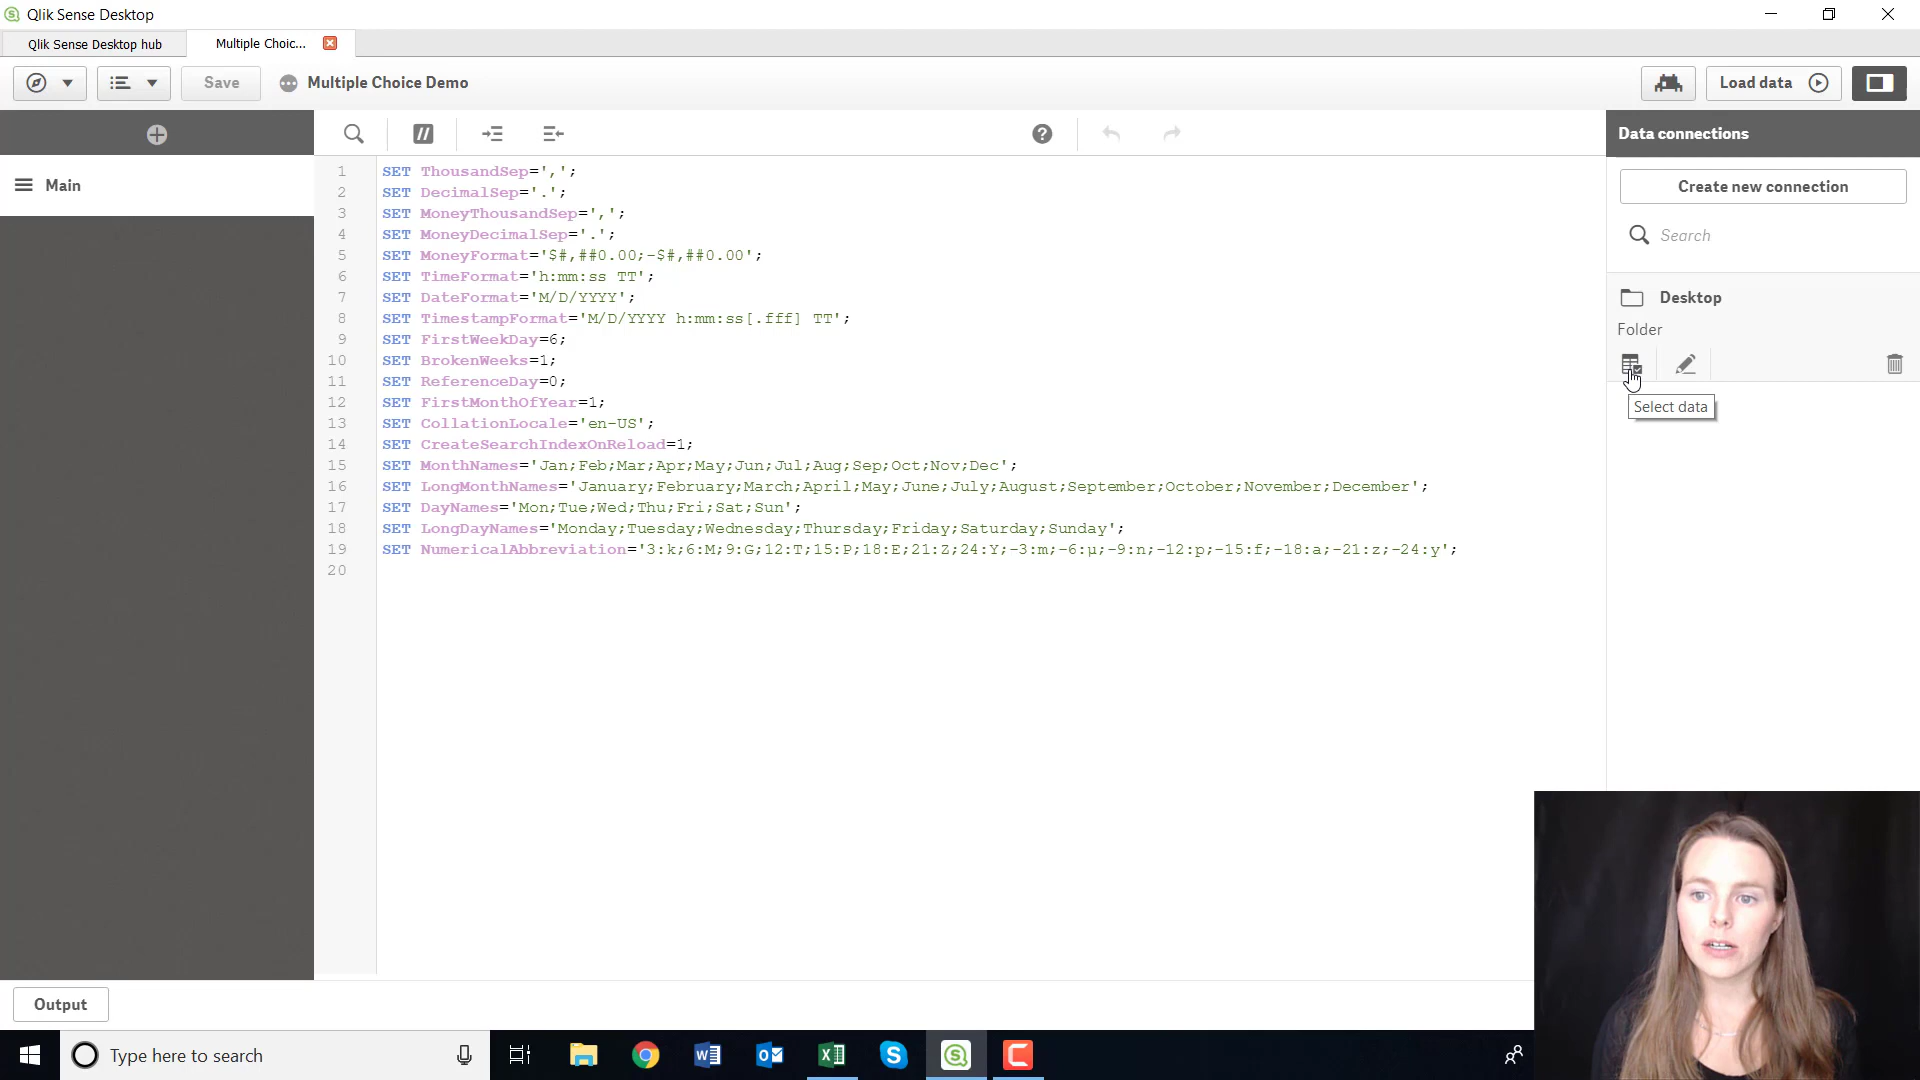 Qlik Sense Desktop
Qlik Sense Desktop hub
Multiple Choic...
Save
Multiple Choice Demo
Load data
Data connections
Main
Create new connection
Search
Desktop
Folder
Select data
1 SET ThousandSep=',';
2 SET DecimalSep='.';
3 SET MoneyThousandSep=',';
4 SET MoneyDecimalSep='.';
5 SET MoneyFormat='$#,##0.00;-$#,##0.00';
6 SET TimeFormat='h:mm:ss TT';
7 SET DateFormat='M/D/YYYY';
8 SET TimestampFormat='M/D/YYYY h:mm:ss[.fff] TT';
9 SET FirstWeekDay=6;
10 SET BrokenWeeks=1;
11 SET ReferenceDay=0;
12 SET FirstMonthOfYear=1;
13 SET CollationLocale='en-US';
14 SET CreateSearchIndexOnReload=1;
15 SET MonthNames='Jan;Feb;Mar;Apr;May;Jun;Jul;Aug;Sep;Oct;Nov;Dec';
16 SET LongMonthNames='January;February;March;April;May;June;July;August;September;October;November;December';
17 SET DayNames='Mon;Tue;Wed;Thu;Fri;Sat;Sun';
18 SET LongDayNames='Monday;Tuesday;Wednesday;Thursday;Friday;Saturday;Sunday';
19 SET NumericalAbbreviation='3:k;6:M;9:G;12:T;15:P;18:E;21:Z;24:Y;-3:m;-6:μ;-9:n;-12:p;-15:f;-18:a;-21:z;-24:y';
20
Output
Type here to search